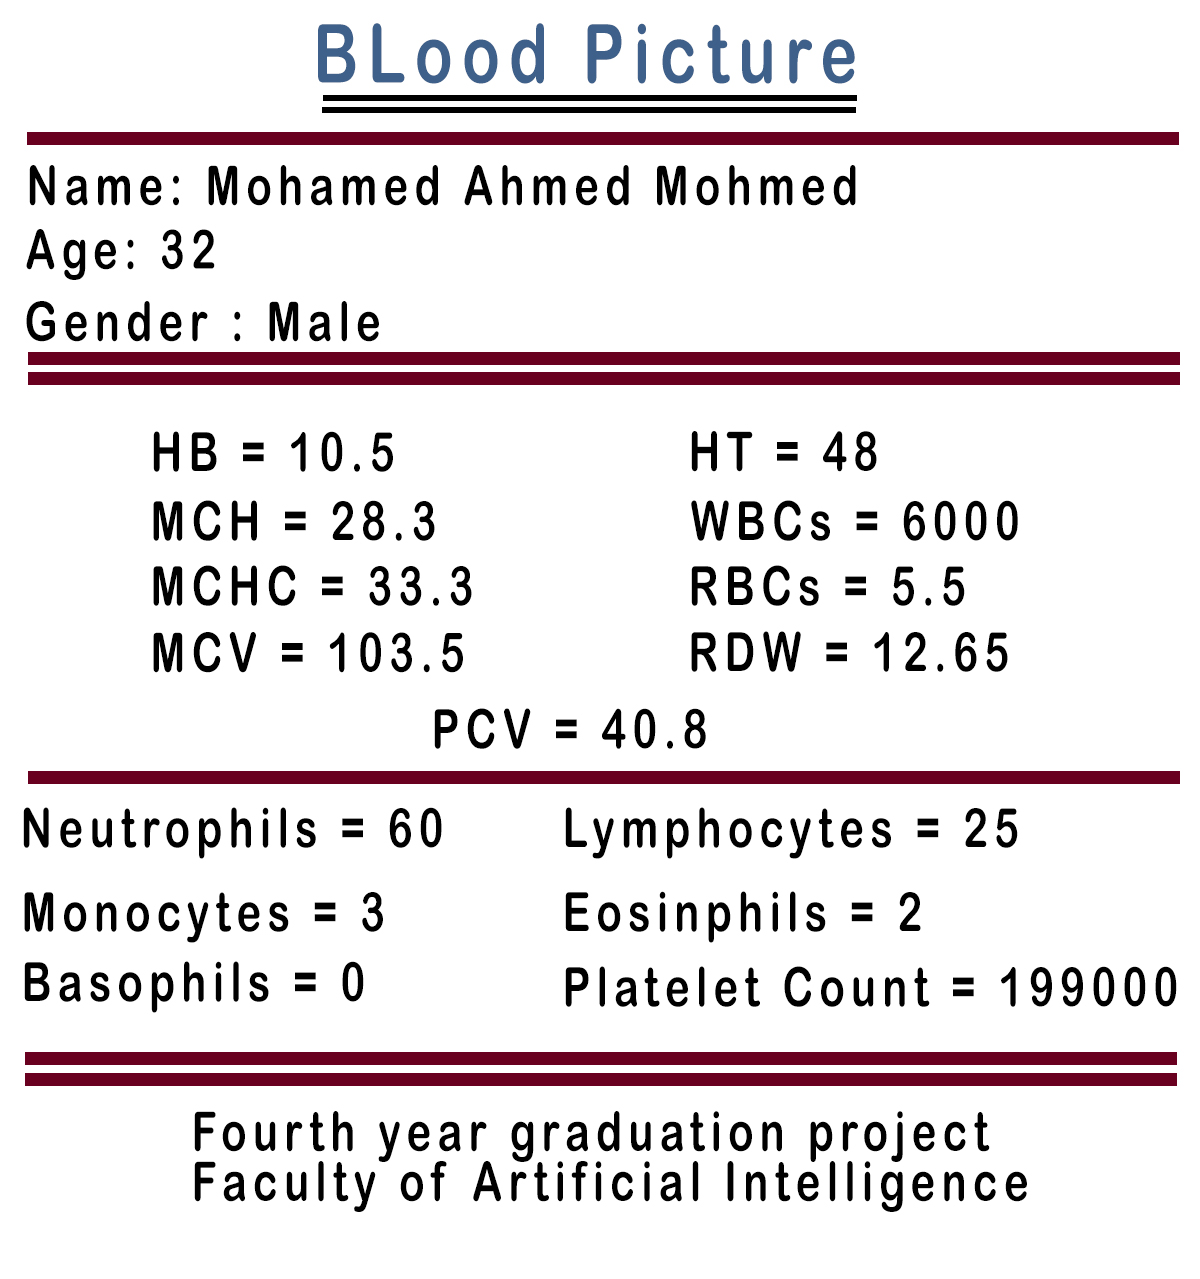 BLood Picture
Name: Mohamed Ahmed Mohmed
Age: 32
Gender : Male
HB = 10.5 HT = 48
MCH = 28.3 WBCs = 6000
MCHC = 33.3 RBCs = 5.5
MCV = 103.5 RDW = 12.65
PCV = 40.8
Neutrophils = 60 Lymphocytes = 25
Monocytes = 3 Eosinphils = 2
Basophils = 0 Platelet Count = 199000
Fourth year graduation project
Faculty of Artificial Intelligence